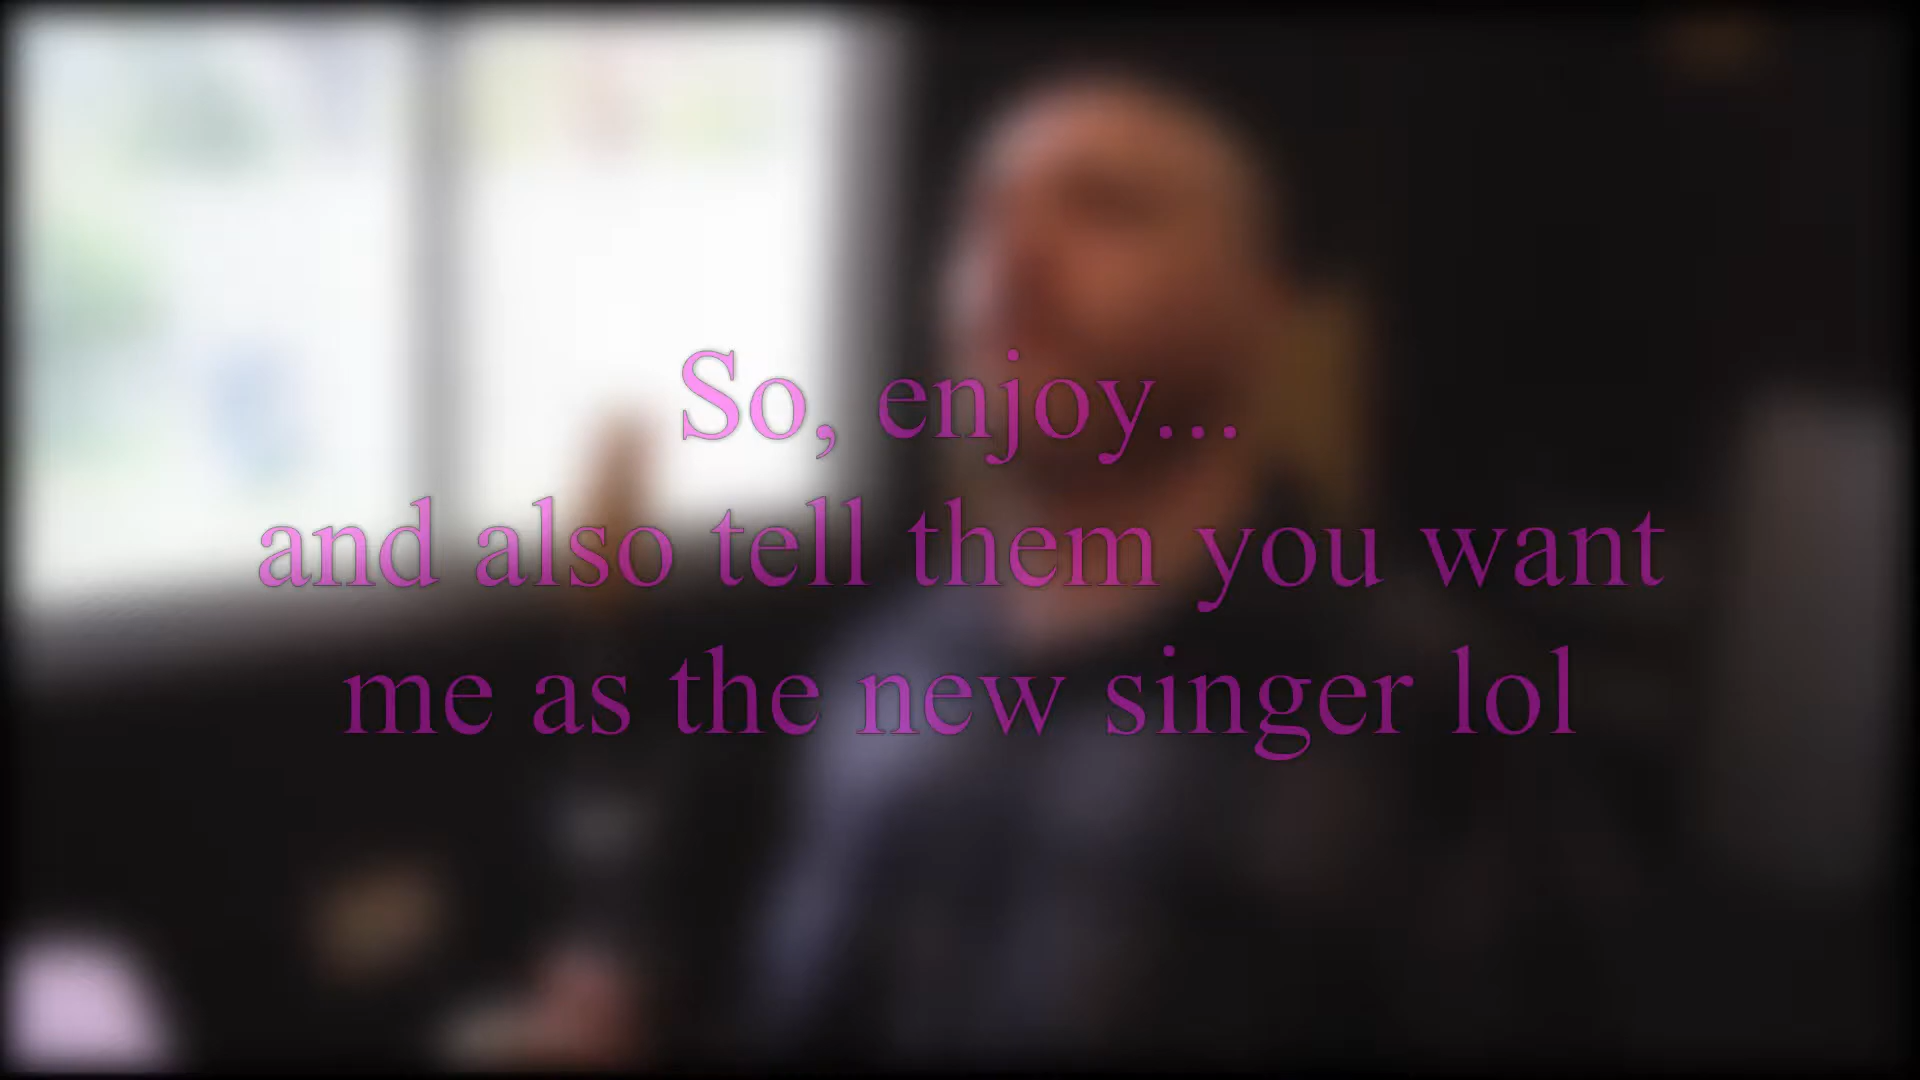 So, enjoy...
and also tell them you want
me as the new singer lol